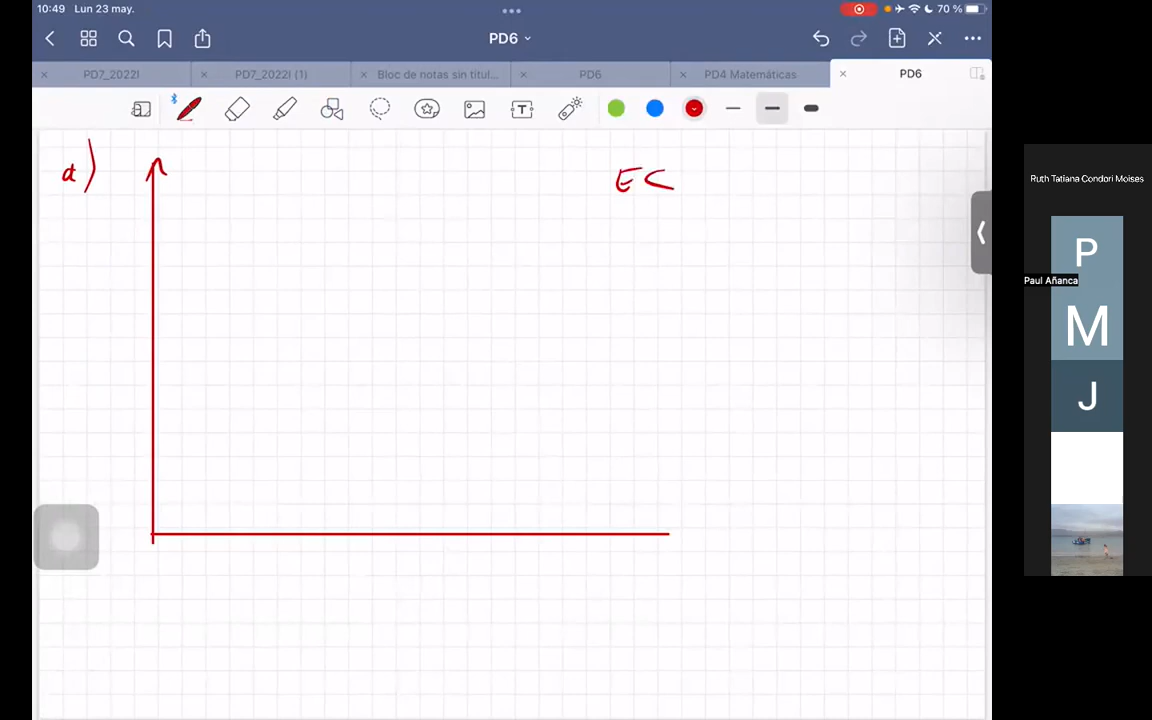 10:49 Lun 23 may. 70 %
PD6
PD7_2022I PD7_2022I (1) Bloc de notas sin titul... PD6 PD4 Matemáticas PD6
T
a) EC
Ruth Tatiana Condori Moises
P
Paul Añanca
M
J